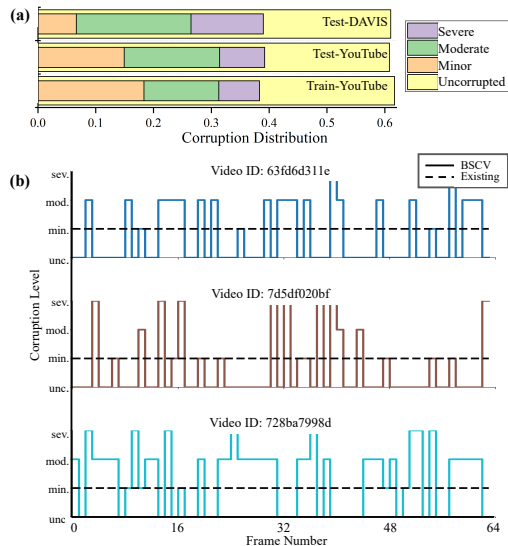 (a)
Test-DAVIS
Test-YouTube
Train-YouTube
Severe
Moderate
Minor
Uncorrupted
0.0 0.1 0.2 0.3 0.4 0.5 0.6
Corruption Distribution
(b)
BSCV
Existing
Video ID: 63fd6d311e
sev.
mod.
min.
unc.
Video ID: 7d5df020bf
sev.
mod.
min.
unc.
Video ID: 728ba7998d
sev.
mod.
min.
unc
Corruption Level
0 16 32 48 64
Frame Number